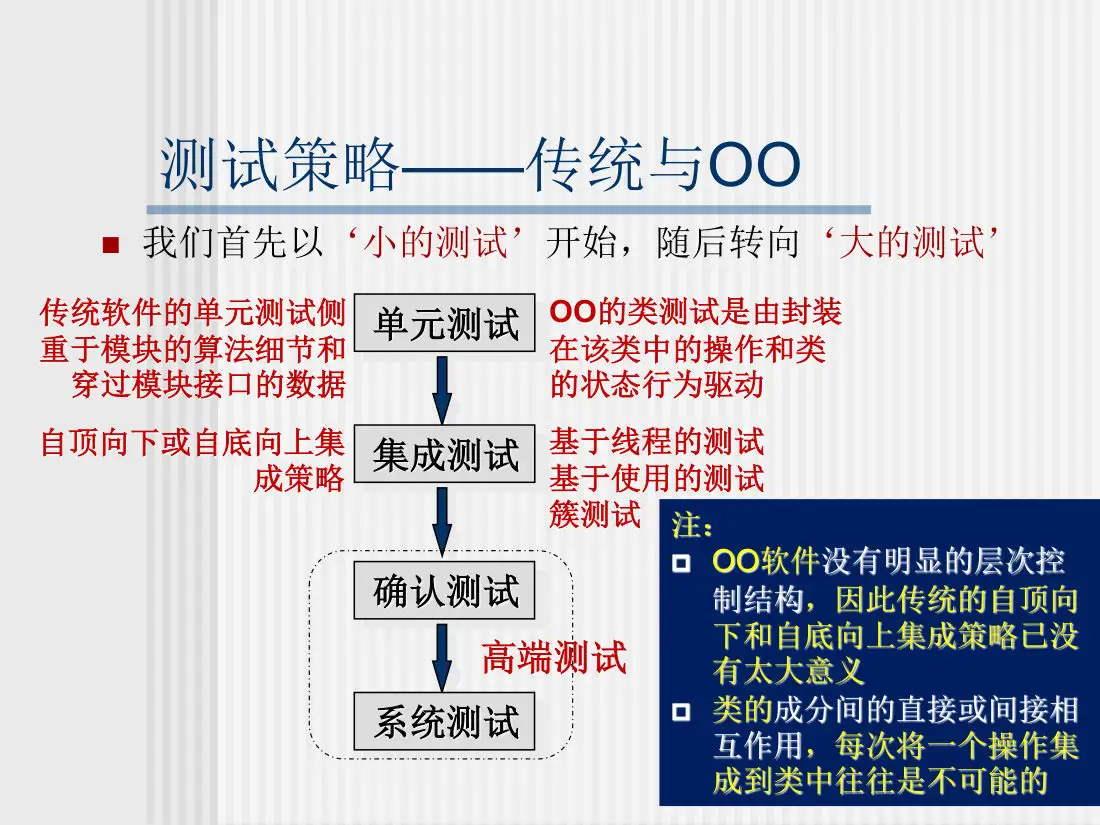 测试策略——传统与OO
■ 我们首先以‘小的测试’开始，随后转向‘大的测试’
传统软件的单元测试侧
重于模块的算法细节和
穿过模块接口的数据
单元测试
OO的类测试是由封装
在该类中的操作和类
的状态行为驱动
自顶向下或自底向上集
成策略
集成测试
基于线程的测试
基于使用的测试
簇测试
确认测试
高端测试
系统测试
注：
OO软件没有明显的层次控
制结构，因此传统的自顶向
下和自底向上集成策略已没
有太大意义
类的成分间的直接或间接相
互作用，每次将一个操作集
成到类中往往是不可能的